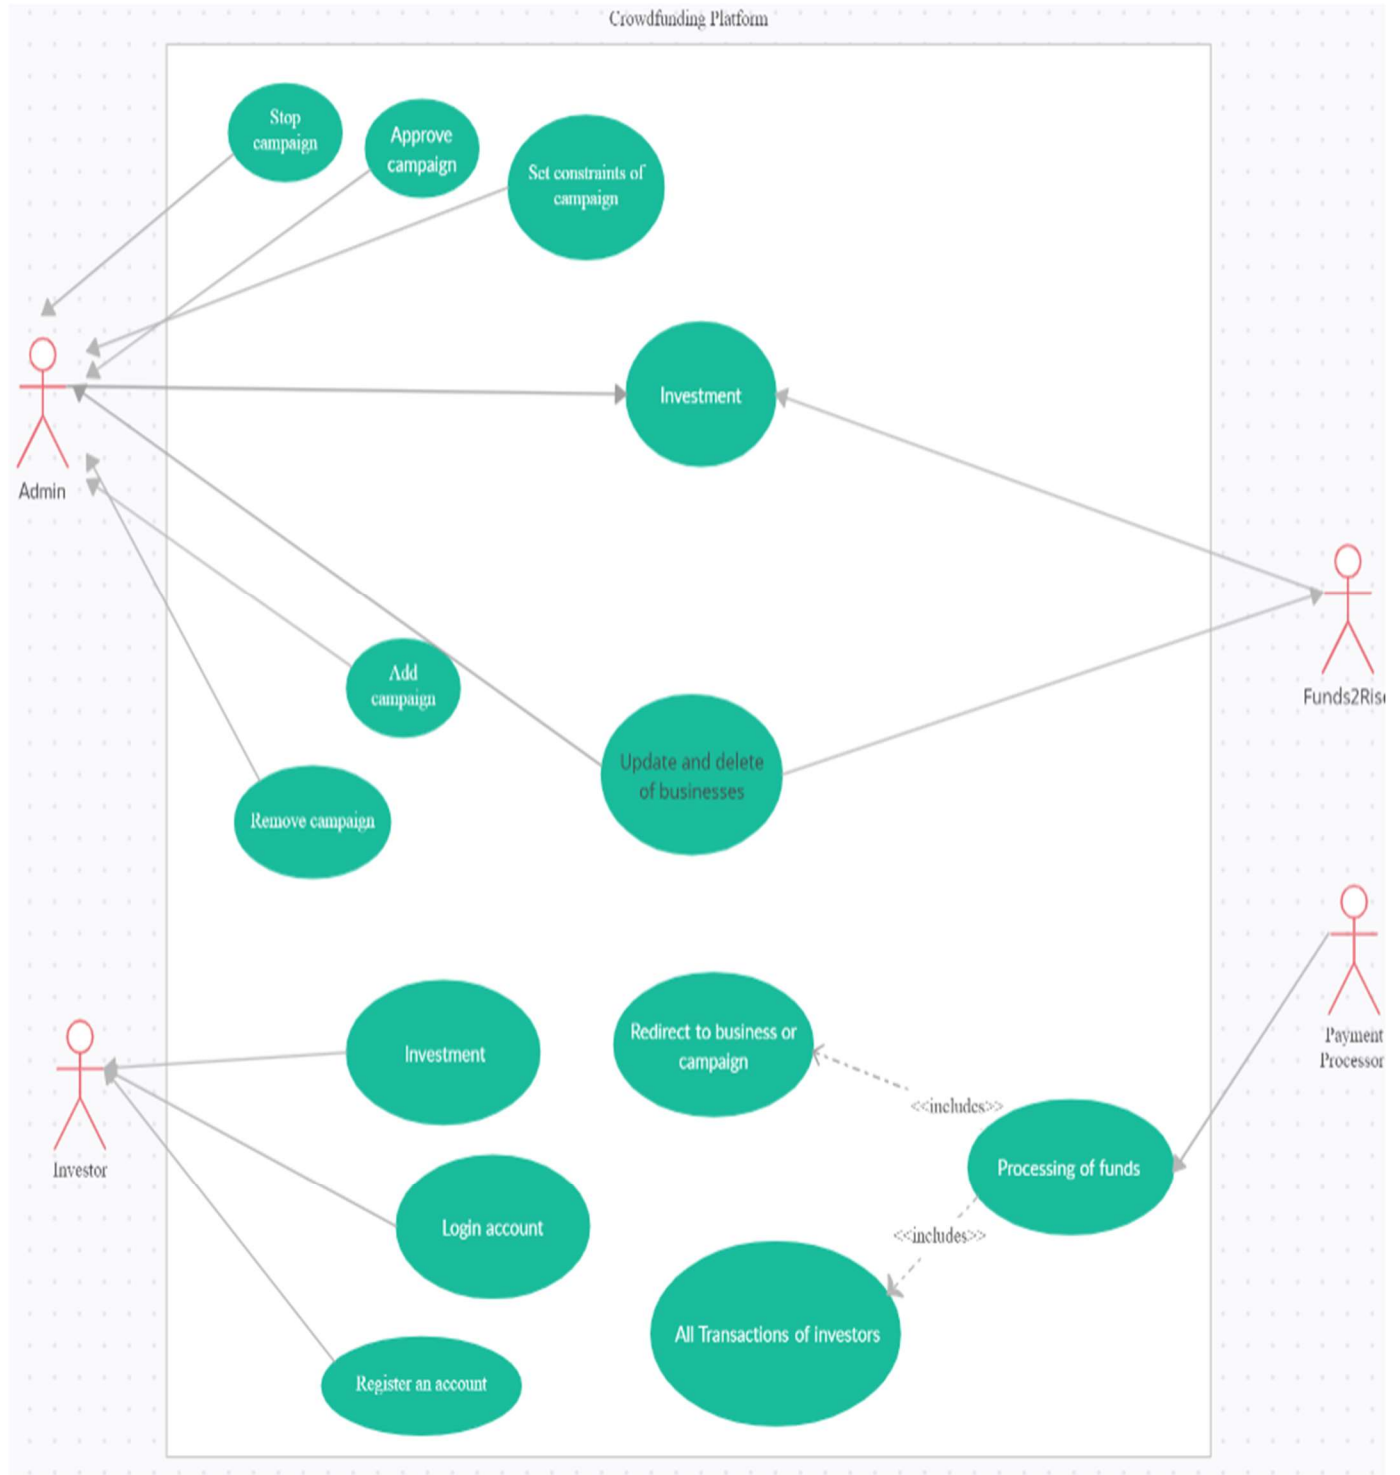 Crowdfunding Platform
Stop
campaign
Approve
campaign
Set constraints of
campaign
Investment
Admin
Funds2Rise
Add
campaign
Update and delete
of businesses
Remove campaign
Investment
Redirect to business or
campaign
Payment
Processor
<<includes>>
Investor
Processing of funds
Login account
<<includes>>
All Transactions of investors
Register an account